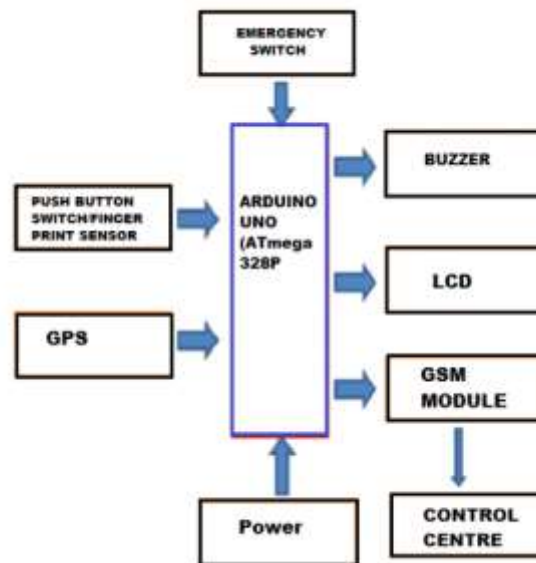 EMERGENCY
SWITCH
BUZZER
PUSH BUTTON
SWITCH/FINGER
PRINT SENSOR
ARDUINO
UNO
(ATmega
328P
LCD
GPS
GSM
MODULE
Power
CONTROL
CENTRE